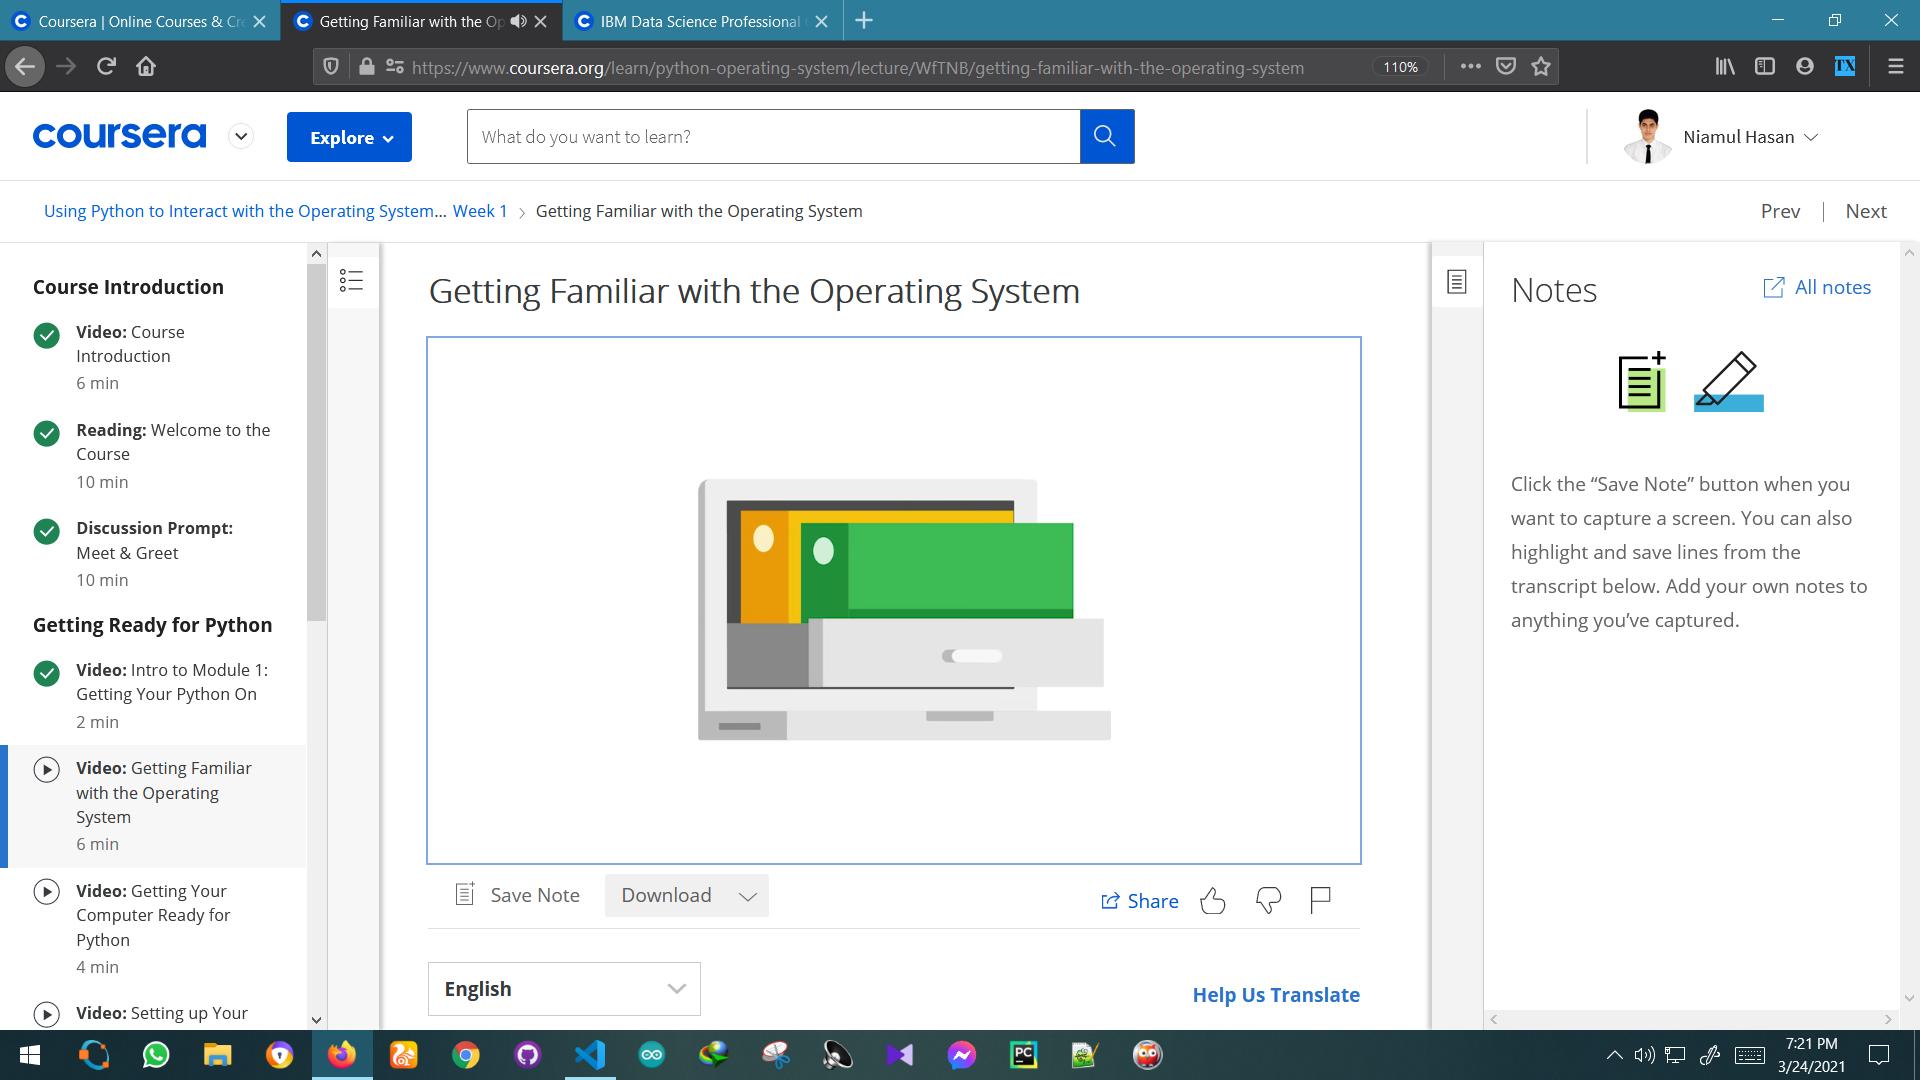 Coursera | Online Courses & Cre
Getting Familiar with the Op
IBM Data Science Professional
https://www.coursera.org/learn/python-operating-system/lecture/WfTNB/getting-familiar-with-the-operating-system
110%
TX
coursera
Explore
What do you want to learn?
Niamul Hasan
Using Python to Interact with the Operating System... Week 1 > Getting Familiar with the Operating System
Prev | Next
Course Introduction
Video: Course
Introduction
6 min
Reading: Welcome to the
Course
10 min
Discussion Prompt:
Meet & Greet
10 min
Getting Ready for Python
Video: Intro to Module 1:
Getting Your Python On
2 min
Video: Getting Familiar
with the Operating
System
6 min
Video: Getting Your
Computer Ready for
Python
4 min
Video: Setting up Your
Getting Familiar with the Operating System
Save Note
Download
Share
English
Help Us Translate
Notes
All notes
Click the “Save Note” button when you
want to capture a screen. You can also
highlight and save lines from the
transcript below. Add your own notes to
anything you’ve captured.
PC
7:21 PM
3/24/2021